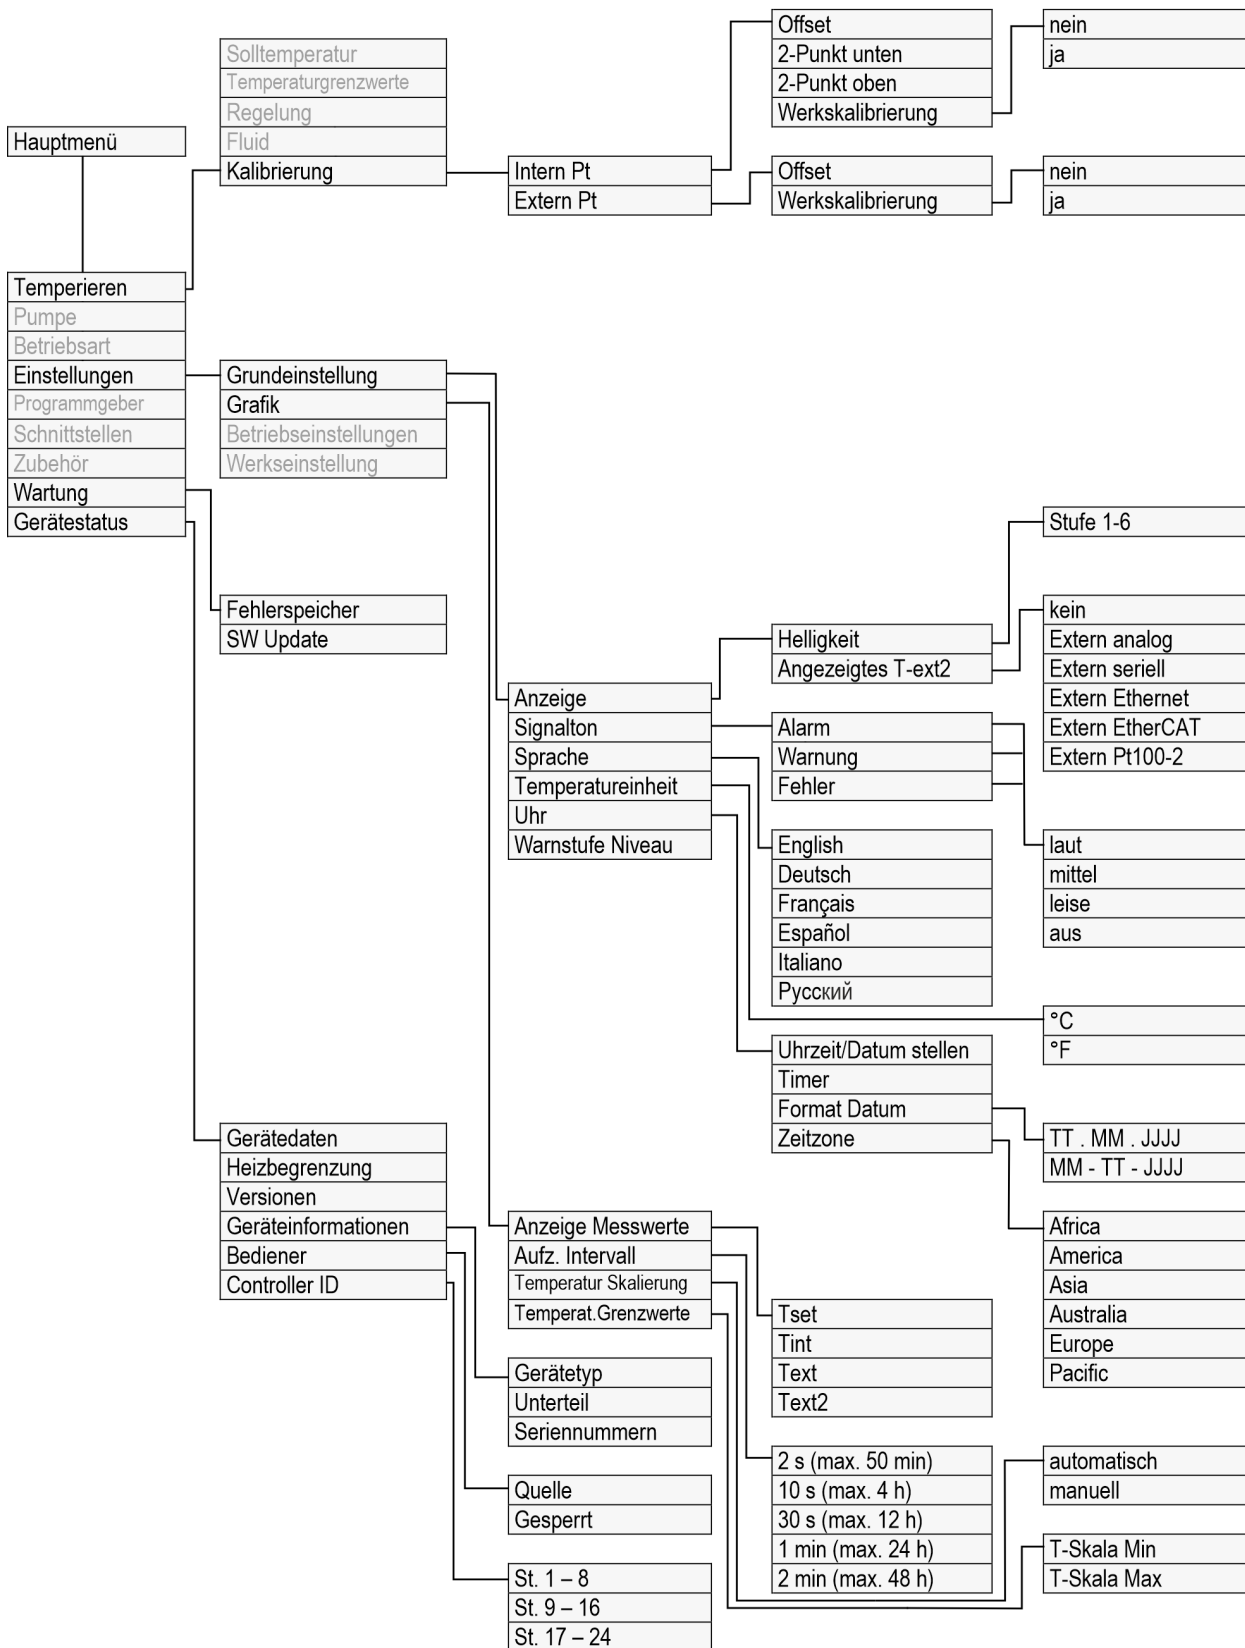 Hauptmenü
Temperieren
Pumpe
Betriebsart
Einstellungen
Programmgeber
Schnittstellen
Zubehör
Wartung
Gerätestatus
Solltemperatur
Temperaturgrenzwerte
Regelung
Fluid
Kalibrierung
Intern Pt
Extern Pt
Offset
2-Punkt unten
2-Punkt oben
Werkskalibrierung
nein
ja
Offset
Werkskalibrierung
nein
ja
Grundeinstellung
Grafik
Betriebseinstellungen
Werkseinstellung
Fehlerspeicher
SW Update
Anzeige
Signalton
Sprache
Temperatureinheit
Uhr
Warnstufe Niveau
Helligkeit
Angezeigtes T-ext2
Stufe 1-6
kein
Extern analog
Extern seriell
Extern Ethernet
Extern EtherCAT
Extern Pt100-2
Alarm
Warnung
Fehler
laut
mittel
leise
aus
English
Deutsch
Français
Español
Italiano
Русский
°C
°F
Uhrzeit/Datum stellen
Timer
Format Datum
Zeitzone
TT . MM . JJJJ
MM - TT - JJJJ
Africa
America
Asia
Australia
Europe
Pacific
Gerätedaten
Heizbegrenzung
Versionen
Geräteinformationen
Bediener
Controller ID
Anzeige Messwerte
Aufz. Intervall
Temperatur Skalierung
Temperat.Grenzwerte
Tset
Tint
Text
Text2
Gerätetyp
Unterteil
Seriennummern
2 s (max. 50 min)
10 s (max. 4 h)
30 s (max. 12 h)
1 min (max. 24 h)
2 min (max. 48 h)
automatisch
manuell
T-Skala Min
T-Skala Max
Quelle
Gesperrt
St. 1 – 8
St. 9 – 16
St. 17 – 24